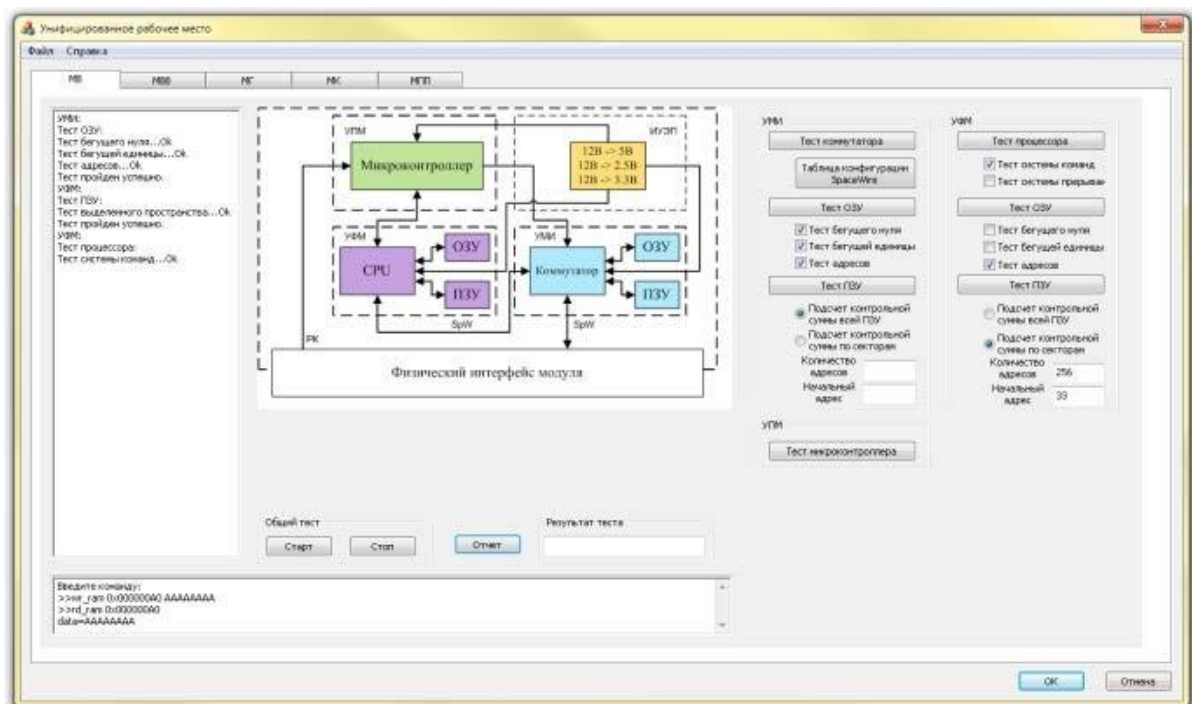 Унифицированное рабочее место
Файл Справка
МВ МВВ МГ МК МПП
УМИ:
Тест ОЗУ:
Тест бегущего нуля...Ok
Тест бегущей единицы...Ok
Тест адресов...Ok
Тест пройден успешно.
УФМ:
Тест ПЗУ:
Тест выделенного пространства...Ok
Тест пройден успешно.
УФМ:
Тест процессора:
Тест системы команд...Ok
УПМ
Микроконтроллер
ИУЭП
12В -> 5В
12В -> 2.5В
12В -> 3.3В
УФМ
CPU
ОЗУ
ПЗУ
УМИ
Коммутатор
ОЗУ
ПЗУ
SpW
SpW
РК
Физический интерфейс модуля
УМИ
Тест коммутатора
Таблица конфигурации
SpaceWire
Тест ОЗУ
Тест бегущего нуля
Тест бегущей единицы
Тест адресов
Тест ПЗУ
Подсчет контрольной
суммы всей ПЗУ
Подсчет контрольной
суммы по секторам
Количество
адресов
Начальный
адрес
УФМ
Тест процессора
Тест системы команд
Тест системы прерыван
Тест ОЗУ
Тест бегущего нуля
Тест бегущей единицы
Тест адресов
Тест ПЗУ
Подсчет контрольной
суммы всей ПЗУ
Подсчет контрольной
суммы по секторам
Количество
адресов 256
Начальный
адрес 33
УПМ
Тест микроконтроллера
Общий тест
Старт Стоп
Отчет
Результат теста
Введите команду:
>>wr_ram 0x000000A0 AAAAAAAA
>>rd_ram 0x000000A0
data=AAAAAAAA
OK Отмена